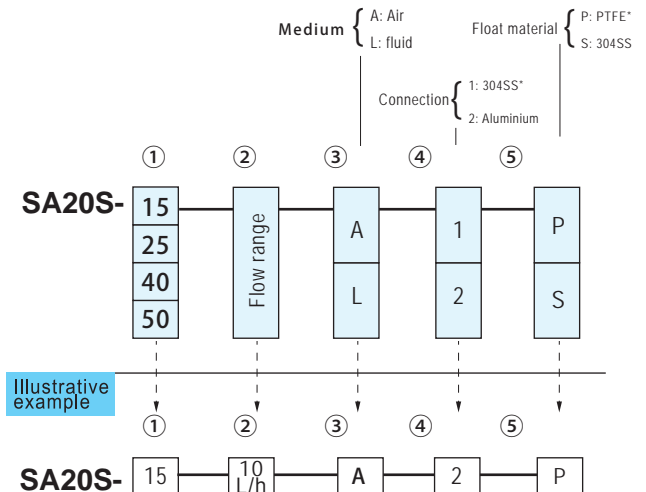 Medium { A: Air
L: fluid
Float material { P: PTFE*
S: 304SS
Connection { 1: 304SS*
2: Aluminium
① ② ③ ④ ⑤
SA20S- 15 Flow range A 1 P
25
40 L 2 S
50
Illustrative
example
① ② ③ ④ ⑤
SA20S- 15 10 L/h A 2 P